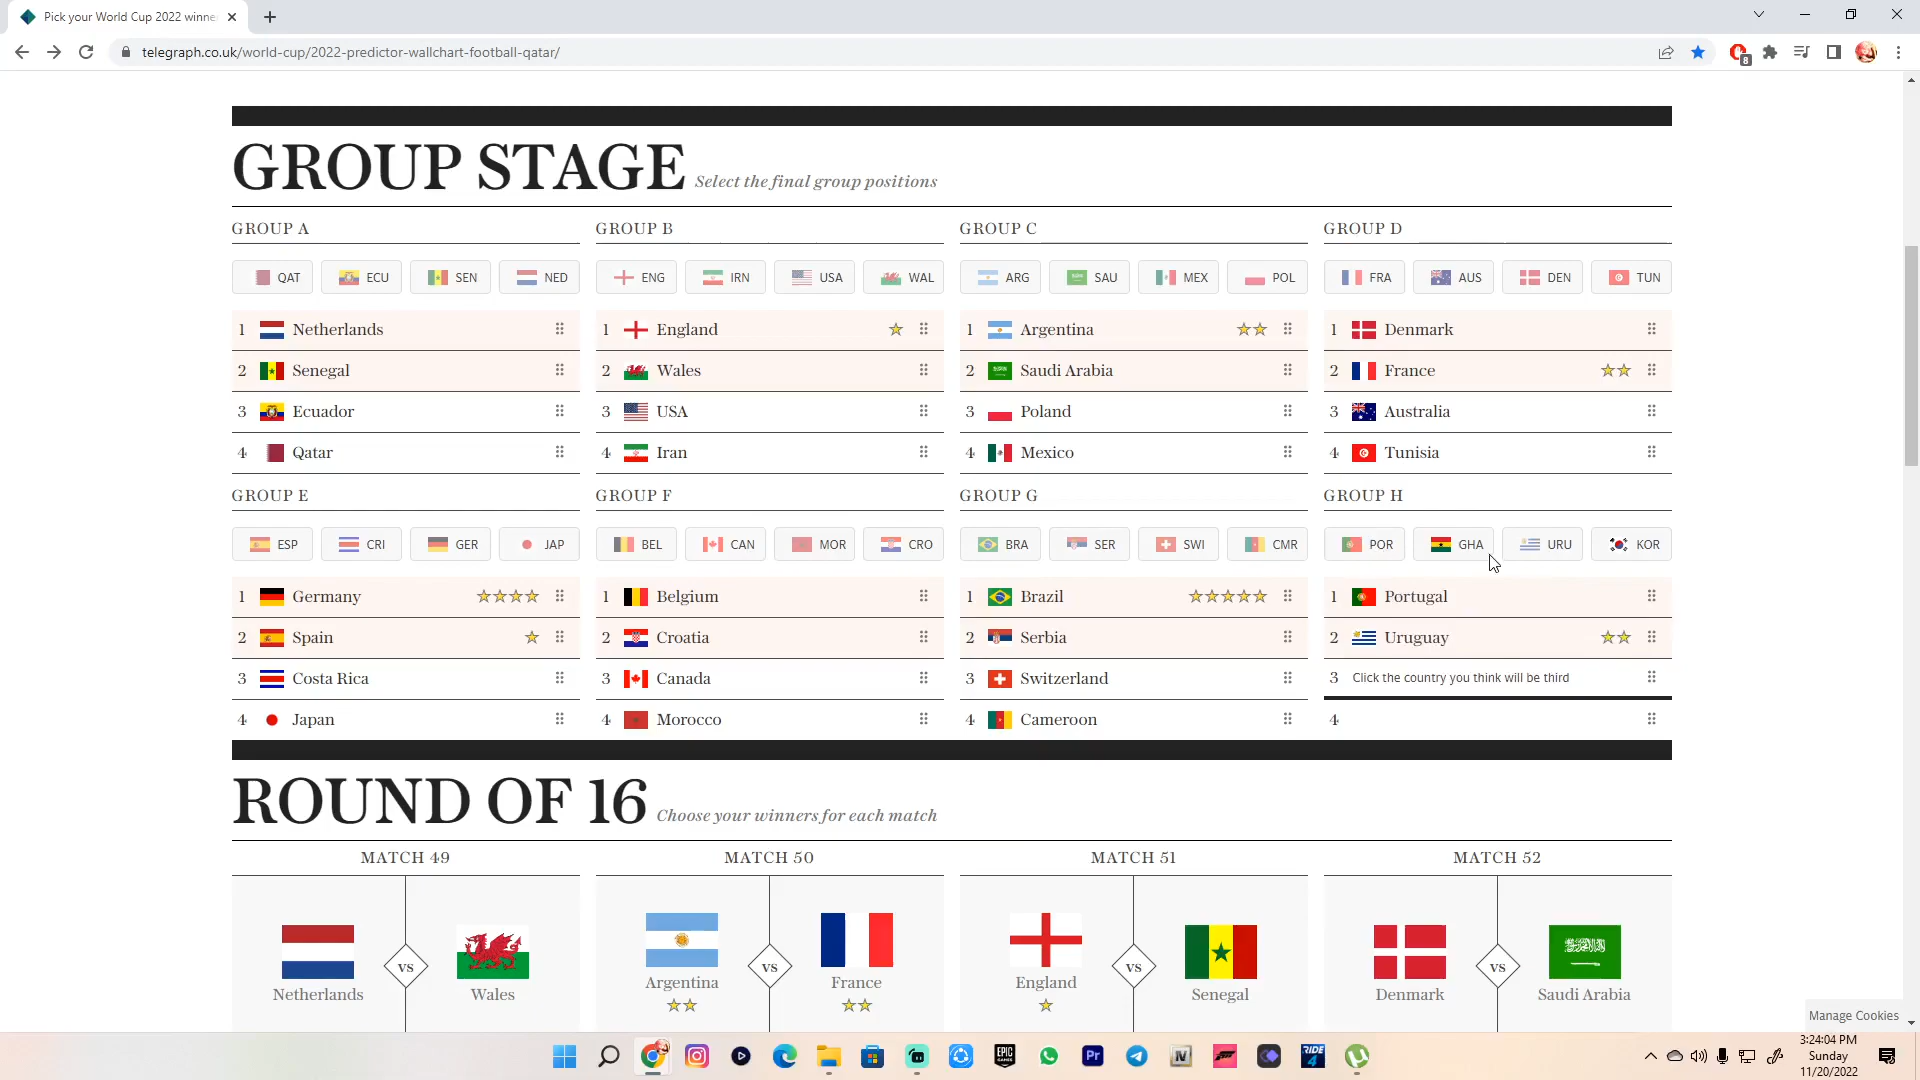 Pick your World Cup 2022 winne
telegraph.co.uk/world-cup/2022-predictor-wallchart-football-qatar/
8
GROUP STAGE Select the final group positions
GROUP A
QAT ECU SEN NED
1 Netherlands
2 Senegal
3 Ecuador
4 Qatar
GROUP B
ENG IRN USA WAL
1 England
2 Wales
3 USA
4 Iran
GROUP C
ARG SAU MEX POL
1 Argentina
2 Saudi Arabia
3 Poland
4 Mexico
GROUP D
FRA AUS DEN TUN
1 Denmark
2 France
3 Australia
4 Tunisia
GROUP E
ESP CRI GER JAP
1 Germany
2 Spain
3 Costa Rica
4 Japan
GROUP F
BEL CAN MOR CRO
1 Belgium
2 Croatia
3 Canada
4 Morocco
GROUP G
BRA SER SWI CMR
1 Brazil
2 Serbia
3 Switzerland
4 Cameroon
GROUP H
POR GHA URU KOR
1 Portugal
2 Uruguay
3 Click the country you think will be third
4
ROUND OF 16 Choose your winners for each match
MATCH 49
Netherlands vs Wales
MATCH 50
Argentina vs France
MATCH 51
England vs Senegal
MATCH 52
Denmark vs Saudi Arabia
Manage Cookies
EPIC GAMES
Pr
RIDE 4
3:24:04 PM
Sunday
11/20/2022